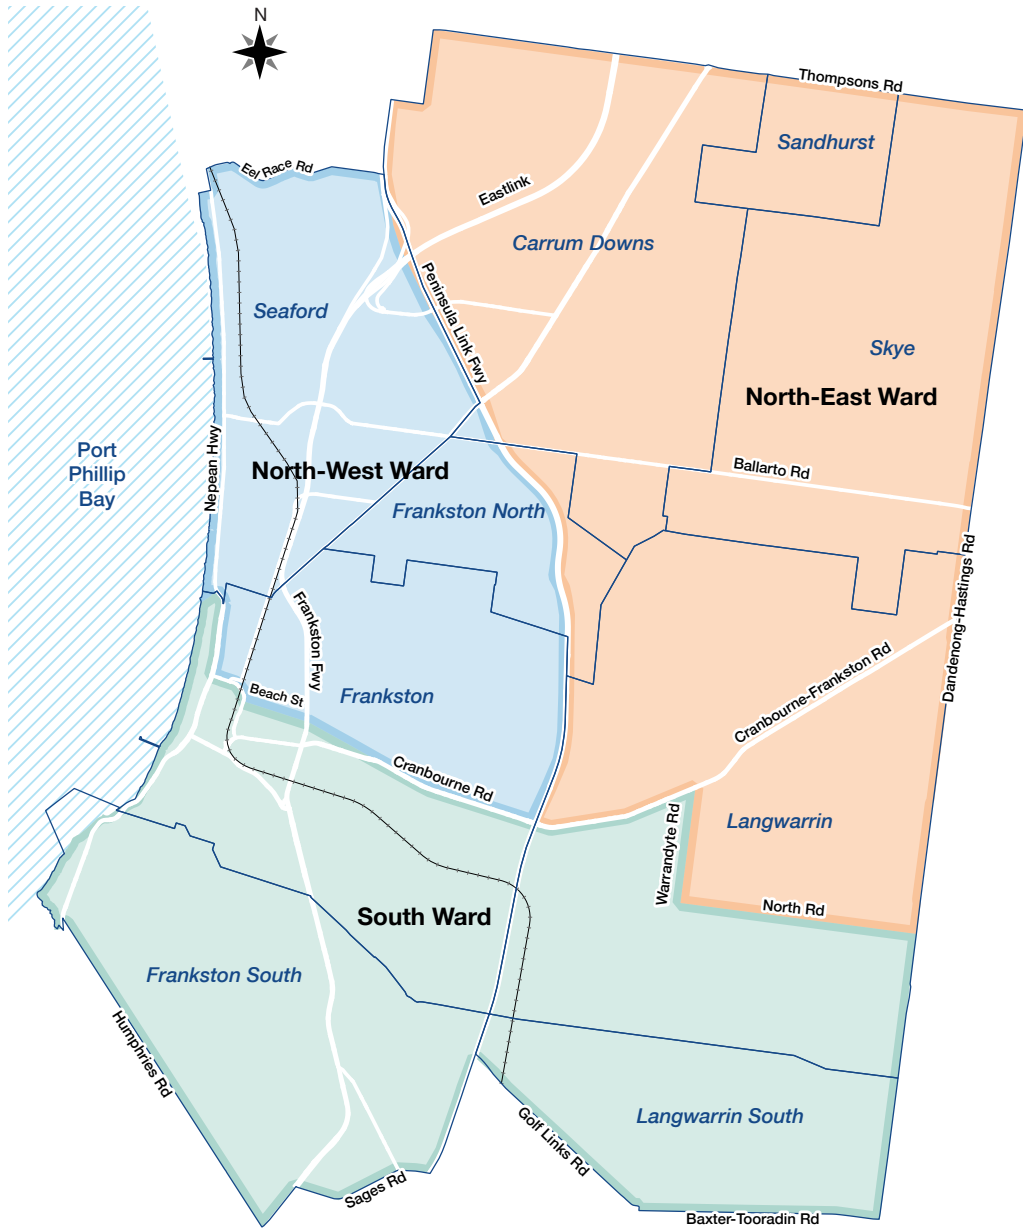 N
Thompsons Rd
Sandhurst
Eel Race Rd
Eastlink
Carrum Downs
Peninsula Link Fwy
Seaford
Skye
North-East Ward
Port
Phillip
Bay
Nepean Hwy
North-West Ward
Ballarto Rd
Frankston North
Dandenong-Hastings Rd
Frankston Fwy
Cranbourne-Frankston Rd
Beach St
Frankston
Cranbourne Rd
Warrandyte Rd
Langwarrin
North Rd
South Ward
Frankston South
Humphries Rd
Golf Links Rd
Langwarrin South
Sages Rd
Baxter-Tooradin Rd